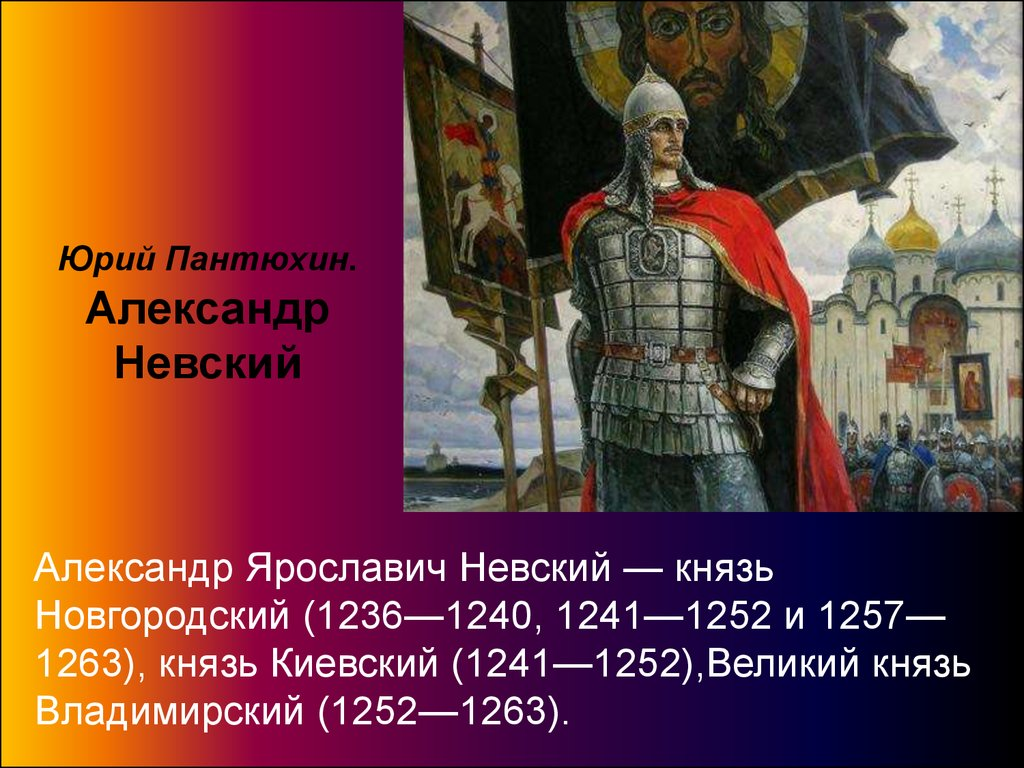 Юрий Пантюхин.
Александр
Невский
Александр Ярославич Невский — князь
Новгородский (1236—1240, 1241—1252 и 1257—
1263), князь Киевский (1241—1252),Великий князь
Владимирский (1252—1263).